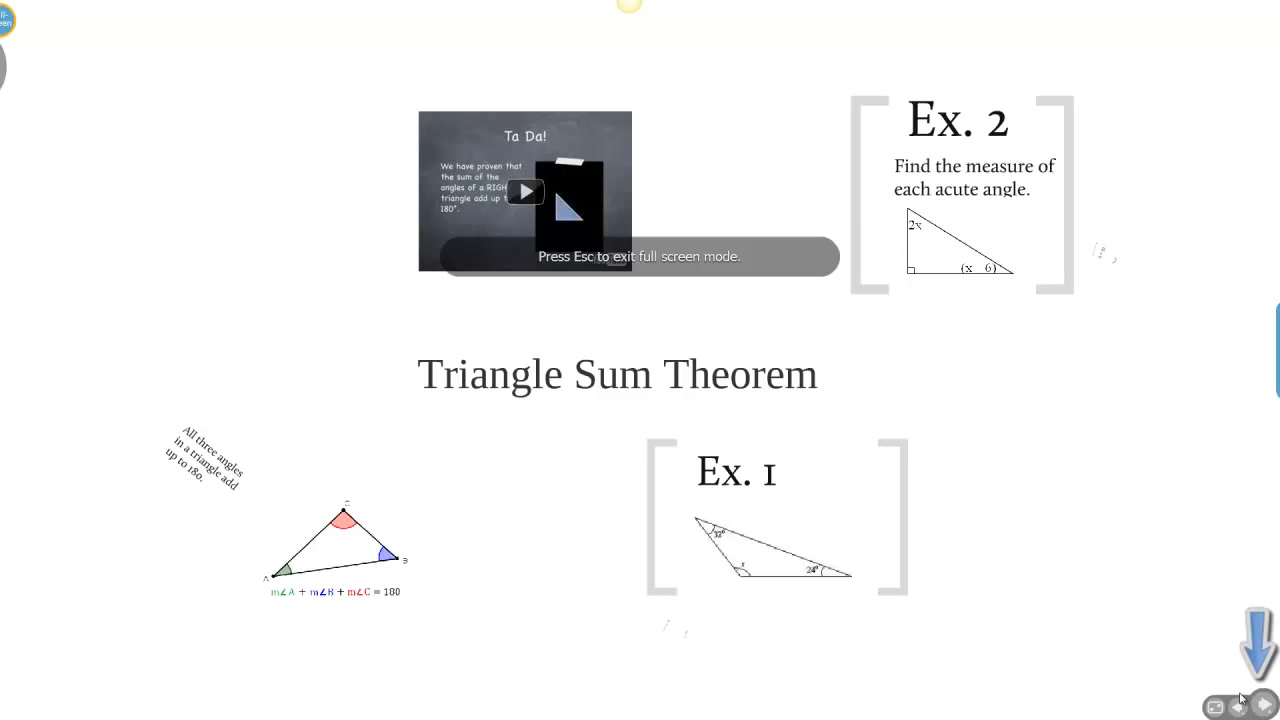 Ta Da!
We have proven that
the sum of the
angles of a RIGH
triangle add up t
180°.
Press Esc to exit full screen mode.
Ex. 2
Find the measure of
each acute angle.
2x
(x 6)
Triangle Sum Theorem
All three angles
in a triangle add
up to 180.
C
A
B
m∠A + m∠B + m∠C = 180
Ex. 1
32°
x
24°